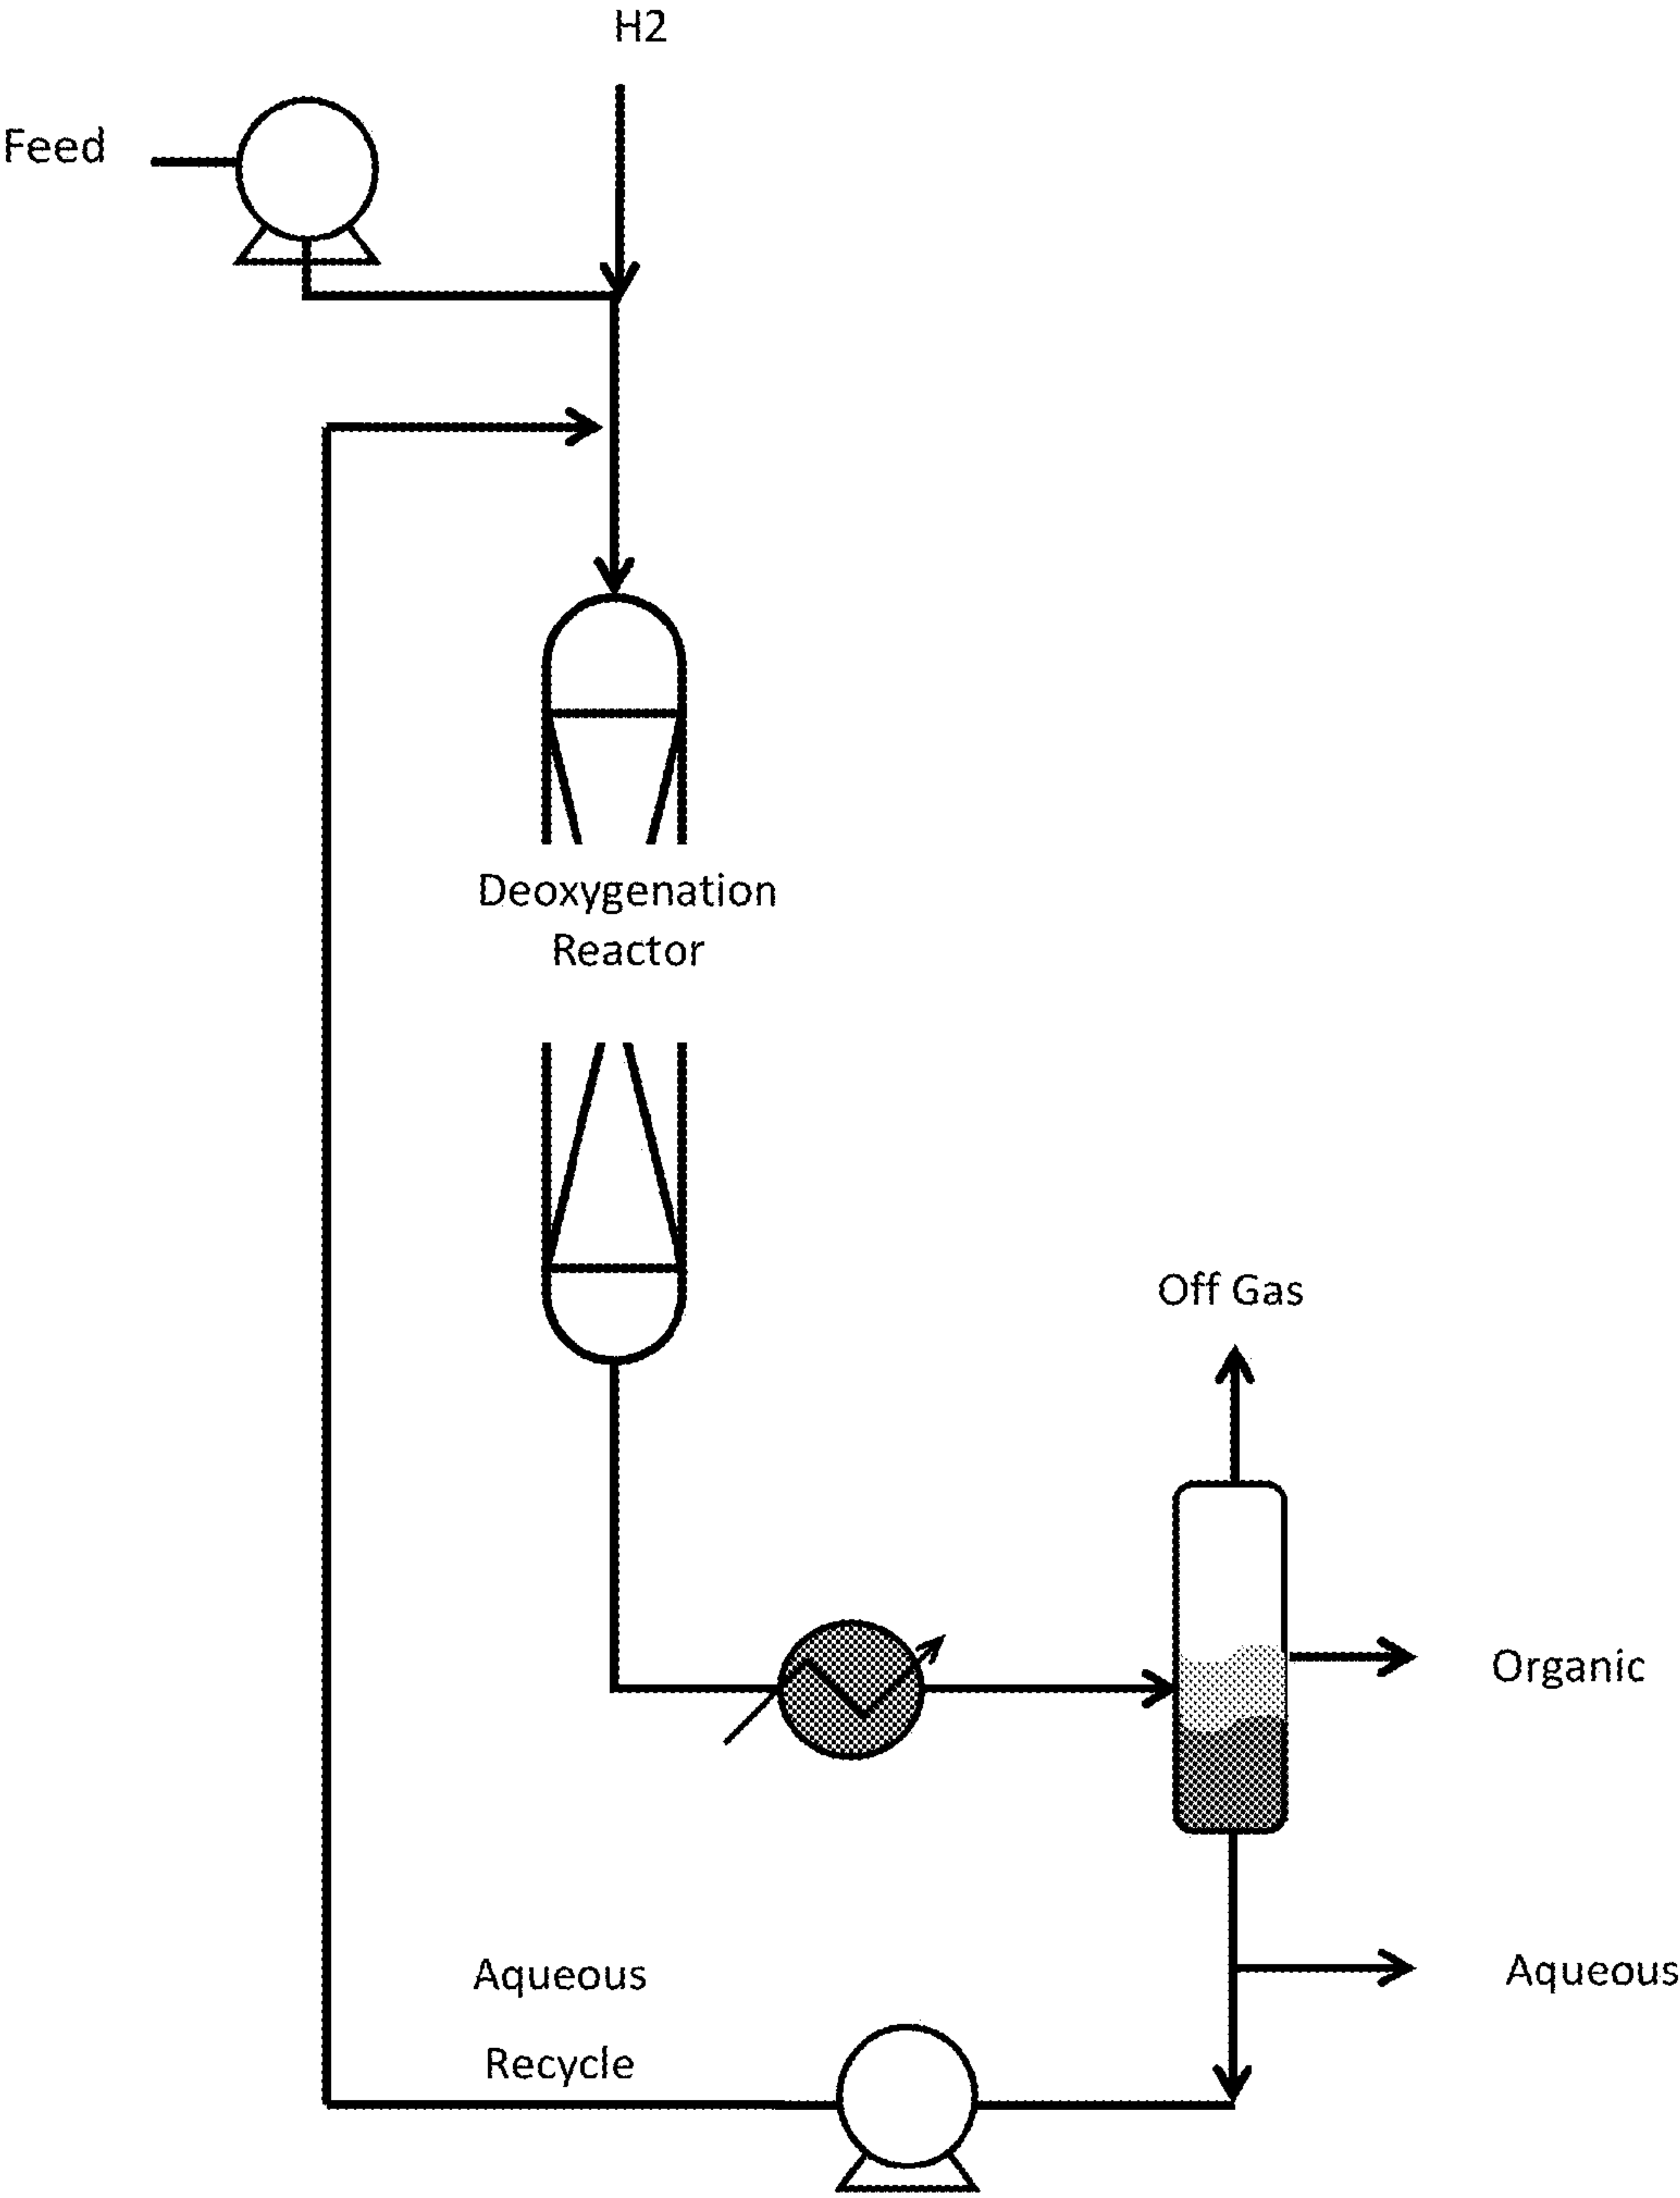 H2
Feed
Deoxygenation
Reactor
Off Gas
Organic
Aqueous
Recycle
Aqueous